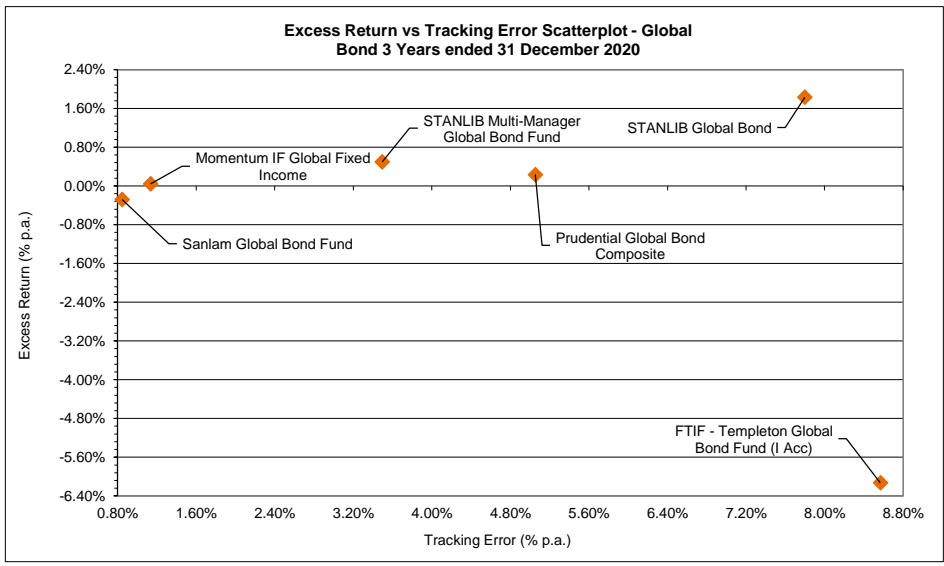 Excess Return vs Tracking Error Scatterplot - Global
Bond 3 Years ended 31 December 2020
2.40%
1.60%
0.80%
0.00%
-0.80%
-1.60%
-2.40%
-3.20%
-4.00%
-4.80%
-5.60%
-6.40%
Excess Return (% p.a.)
STANLIB Multi-Manager
Global Bond Fund
STANLIB Global Bond
Momentum IF Global Fixed
Income
Sanlam Global Bond Fund
Prudential Global Bond
Composite
FTIF - Templeton Global
Bond Fund (I Acc)
0.80%
1.60%
2.40%
3.20%
4.00%
4.80%
5.60%
6.40%
7.20%
8.00%
8.80%
Tracking Error (% p.a.)